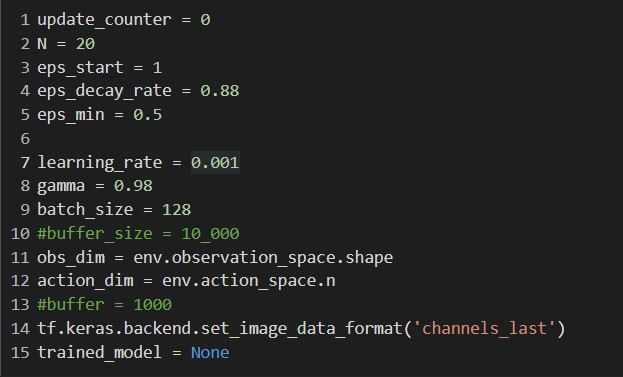 1 update_counter = 0
2 N = 20
3 eps_start = 1
4 eps_decay_rate = 0.88
5 eps_min = 0.5
6
7 learning_rate = 0.001
8 gamma = 0.98
9 batch_size = 128
10 #buffer_size = 10_000
11 obs_dim = env.observation_space.shape
12 action_dim = env.action_space.n
13 #buffer = 1000
14 tf.keras.backend.set_image_data_format('channels_last')
15 trained_model = None